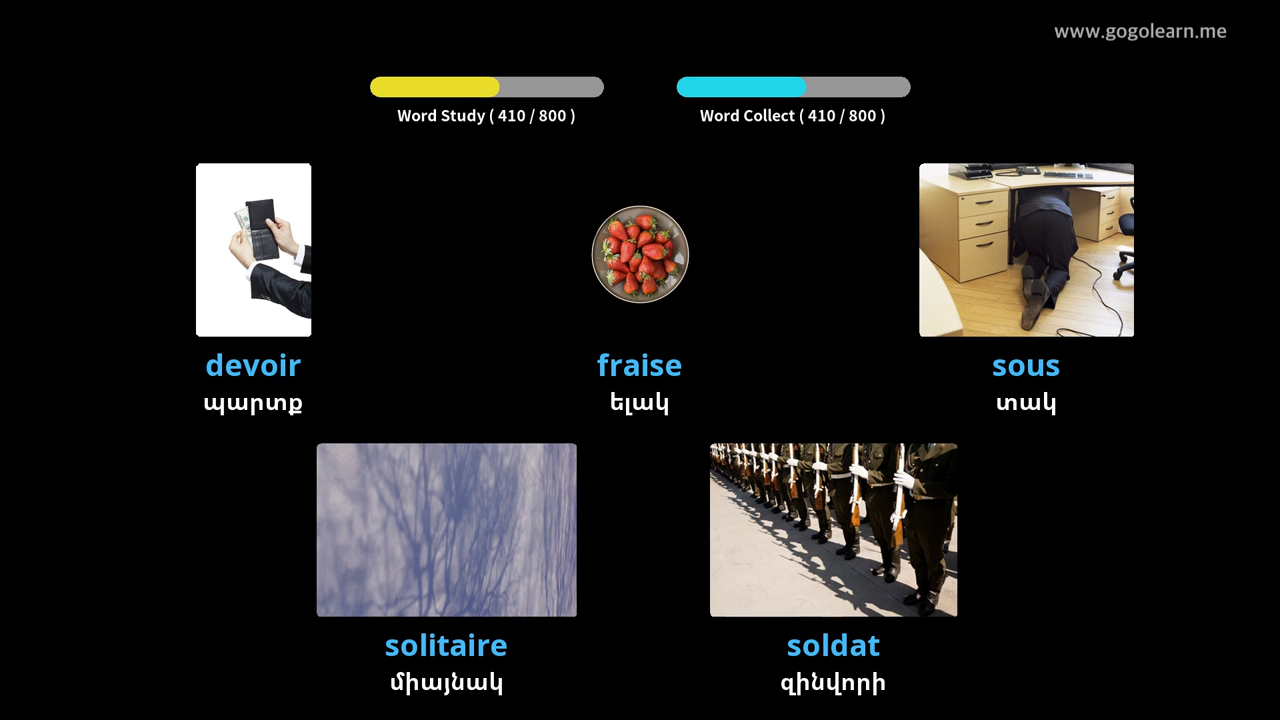 www.gogolearn.me
Word Study ( 410 / 800 )
Word Collect ( 410 / 800 )
devoir
պարտք
fraise
ելակ
sous
տակ
solitaire
միայնակ
soldat
զինվորի